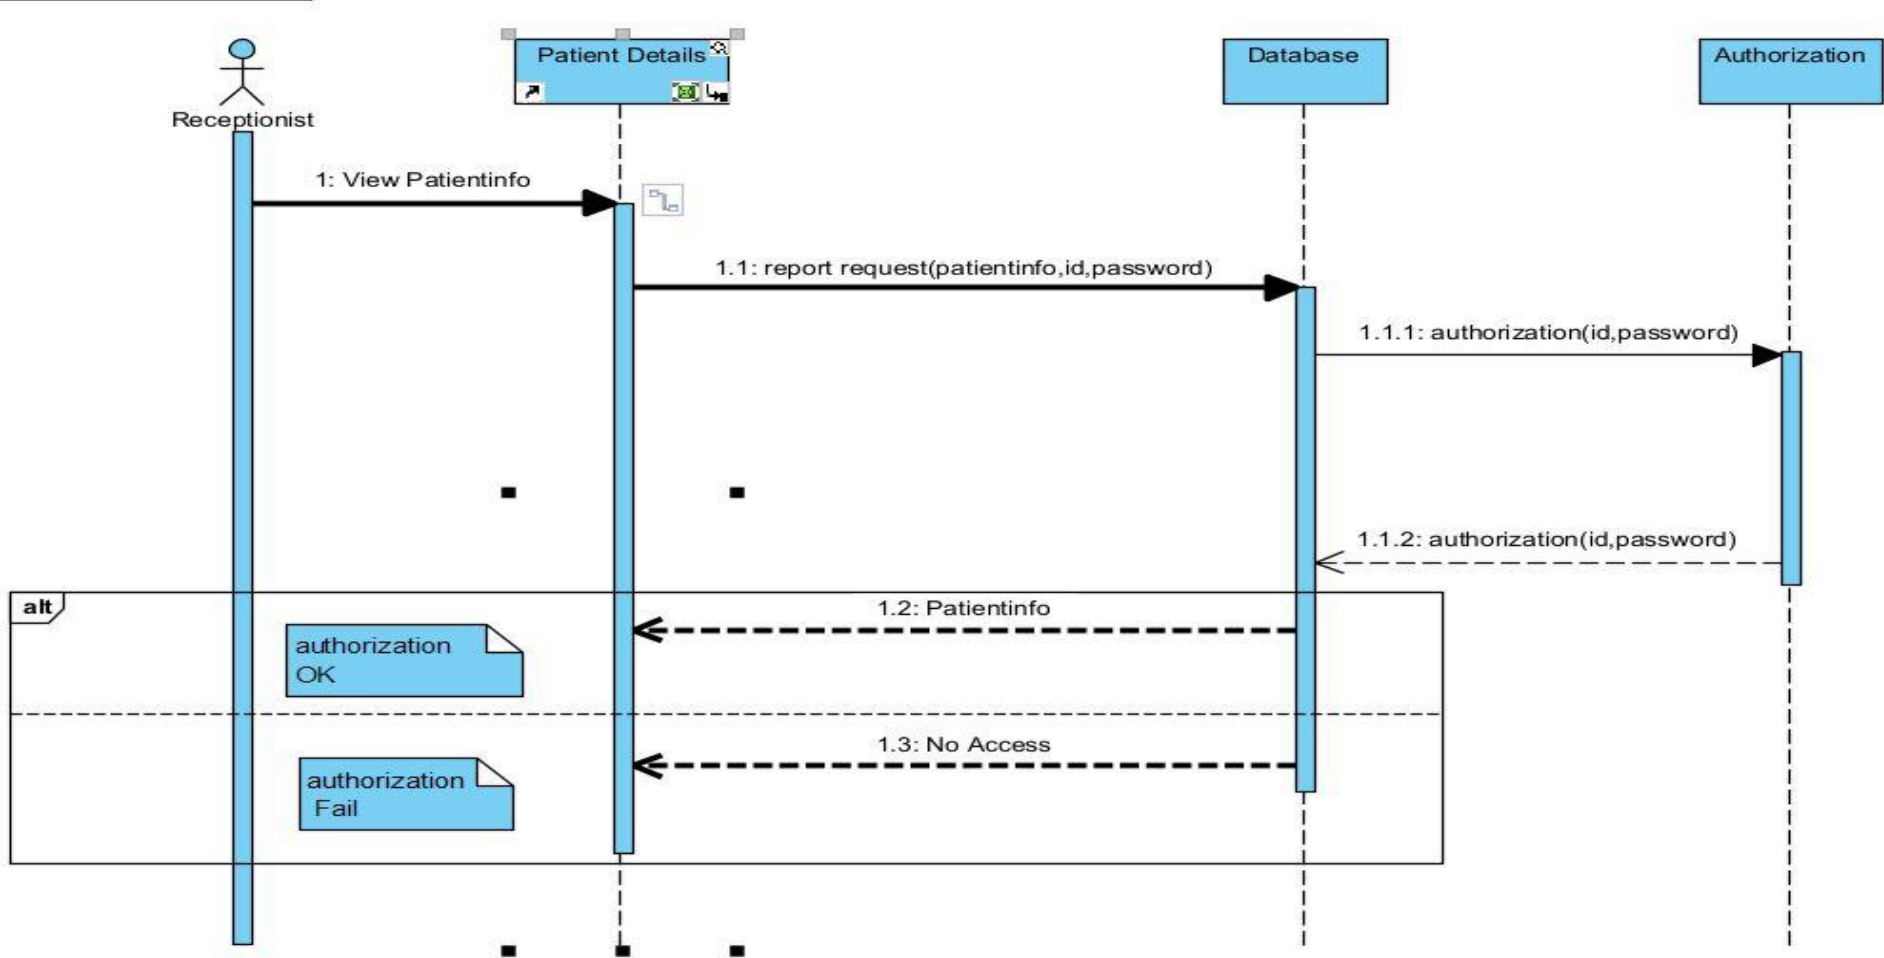 Receptionist
Patient Details
Database
Authorization
1: View Patientinfo
1.1: report request(patientinfo,id,password)
1.1.1: authorization(id,password)
1.1.2: authorization(id,password)
alt
1.2: Patientinfo
authorization
OK
1.3: No Access
authorization
Fail